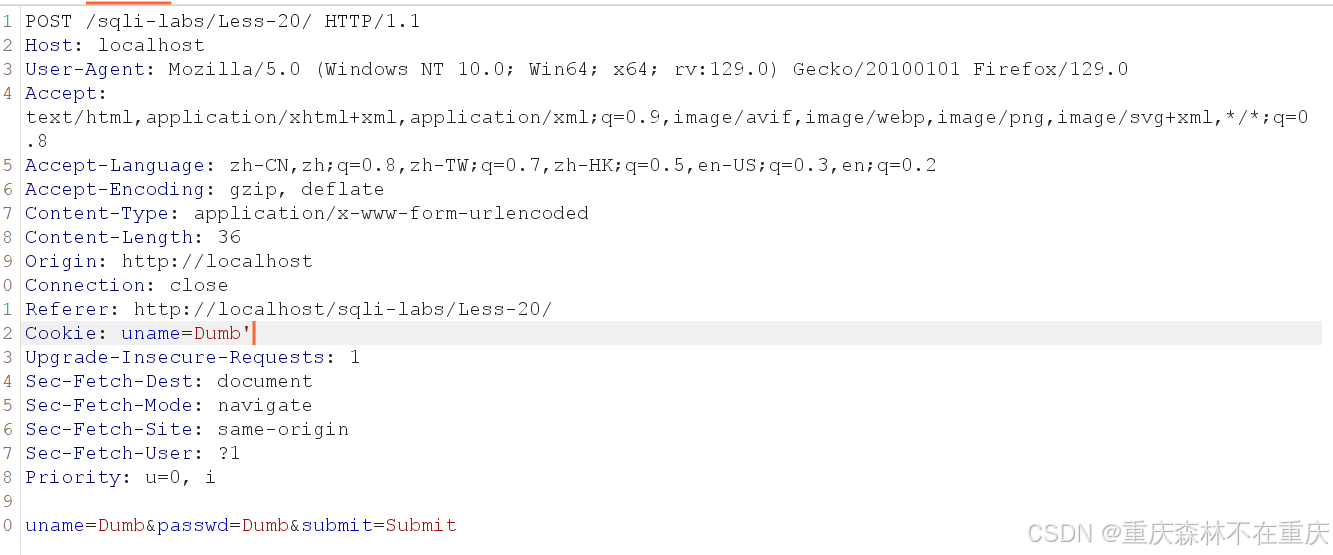 1 POST /sqli-labs/Less-20/ HTTP/1.1
2 Host: localhost
3 User-Agent: Mozilla/5.0 (Windows NT 10.0; Win64; x64; rv:129.0) Gecko/20100101 Firefox/129.0
4 Accept:
text/html,application/xhtml+xml,application/xml;q=0.9,image/avif,image/webp,image/png,image/svg+xml,*/*;q=0
.8
5 Accept-Language: zh-CN,zh;q=0.8,zh-TW;q=0.7,zh-HK;q=0.5,en-US;q=0.3,en;q=0.2
6 Accept-Encoding: gzip, deflate
7 Content-Type: application/x-www-form-urlencoded
8 Content-Length: 36
9 Origin: http://localhost
0 Connection: close
1 Referer: http://localhost/sqli-labs/Less-20/
2 Cookie: uname=Dumb'
3 Upgrade-Insecure-Requests: 1
4 Sec-Fetch-Dest: document
5 Sec-Fetch-Mode: navigate
6 Sec-Fetch-Site: same-origin
7 Sec-Fetch-User: ?1
8 Priority: u=0, i
9
0 uname=Dumb&passwd=Dumb&submit=Submit
CSDN @重庆森林不在重庆